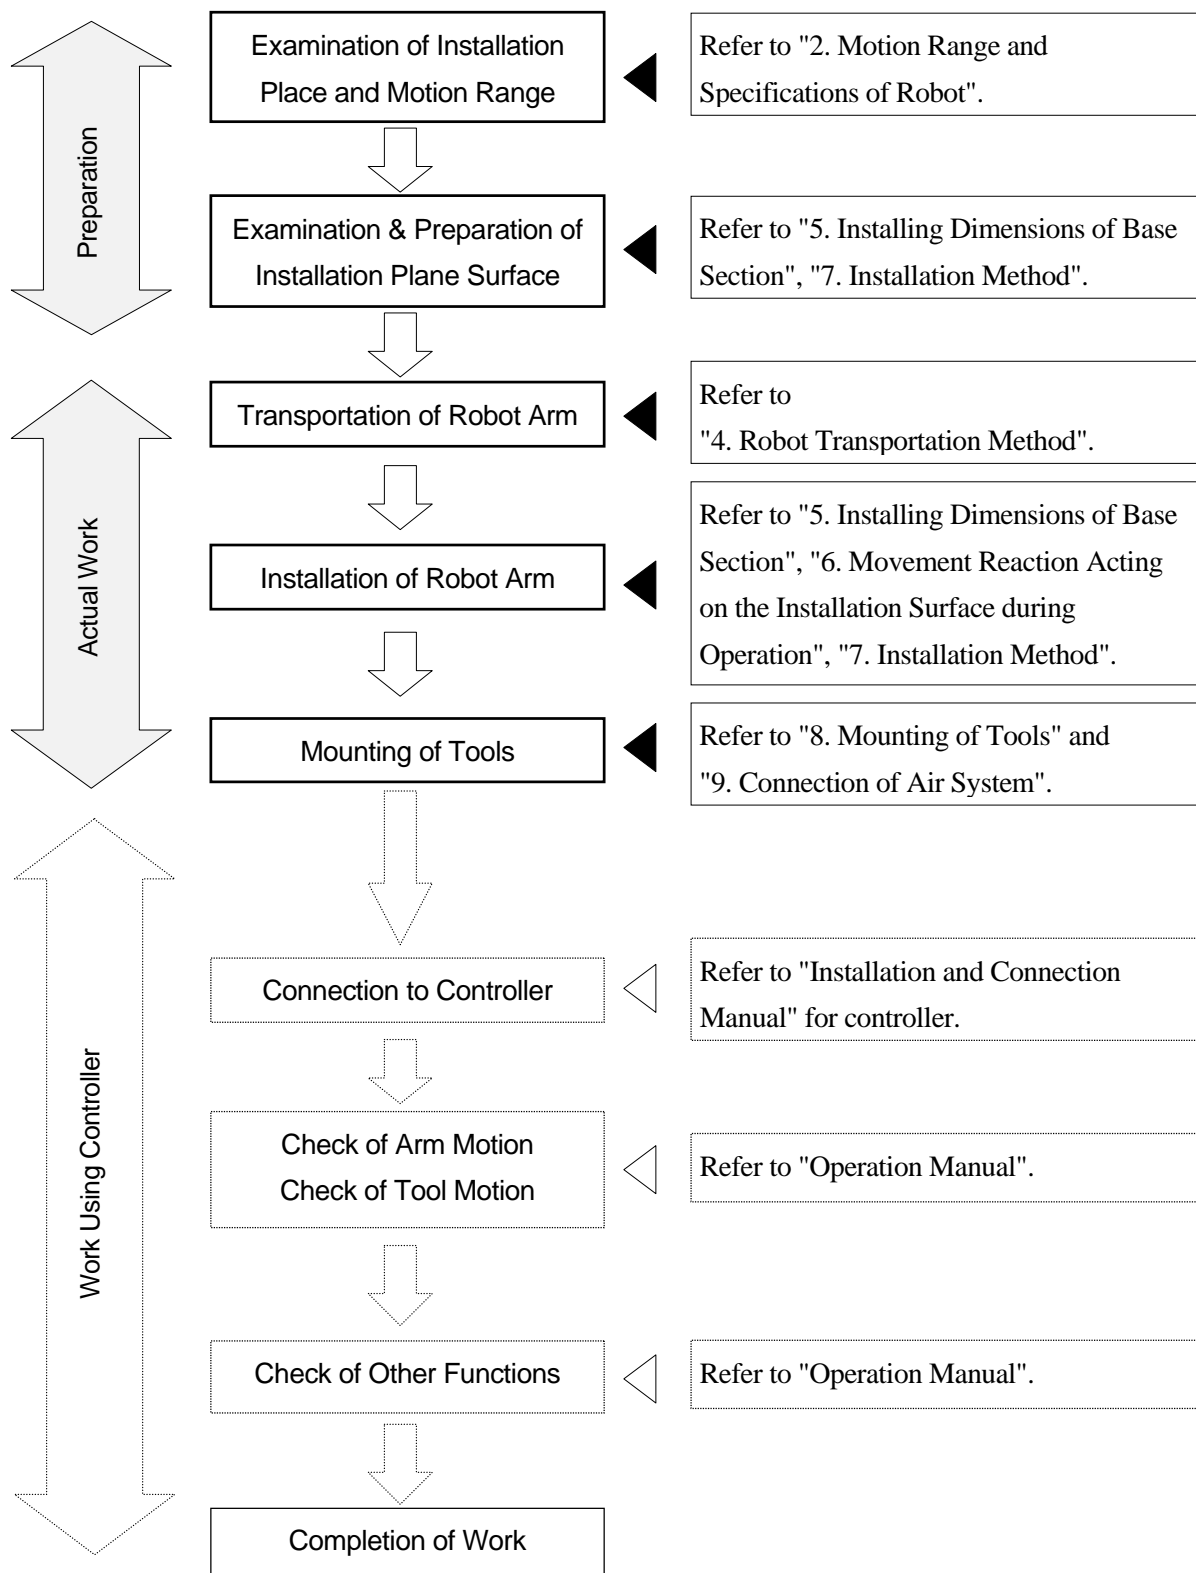 Preparation
Examination of Installation
Place and Motion Range
Refer to "2. Motion Range and
Specifications of Robot".
Examination & Preparation of
Installation Plane Surface
Refer to "5. Installing Dimensions of Base
Section", "7. Installation Method".
Actual Work
Transportation of Robot Arm
Refer to
"4. Robot Transportation Method".
Installation of Robot Arm
Refer to "5. Installing Dimensions of Base
Section", "6. Movement Reaction Acting
on the Installation Surface during
Operation", "7. Installation Method".
Mounting of Tools
Refer to "8. Mounting of Tools" and
"9. Connection of Air System".
Work Using Controller
Connection to Controller
Refer to "Installation and Connection
Manual" for controller.
Check of Arm Motion
Check of Tool Motion
Refer to "Operation Manual".
Check of Other Functions
Refer to "Operation Manual".
Completion of Work